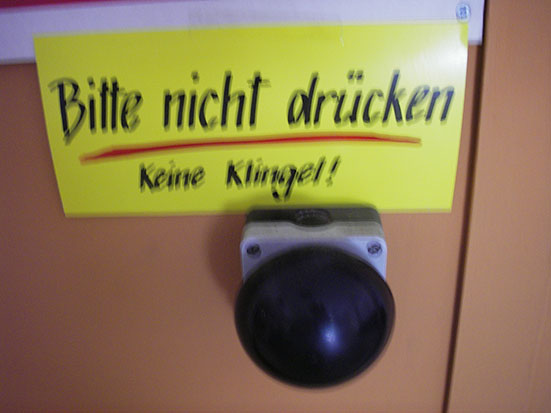 Bitte nicht drücken
Keine Klingel!